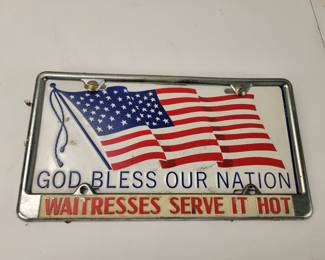 GOD BLESS OUR NATION
WAITRESSES SERVE IT HOT